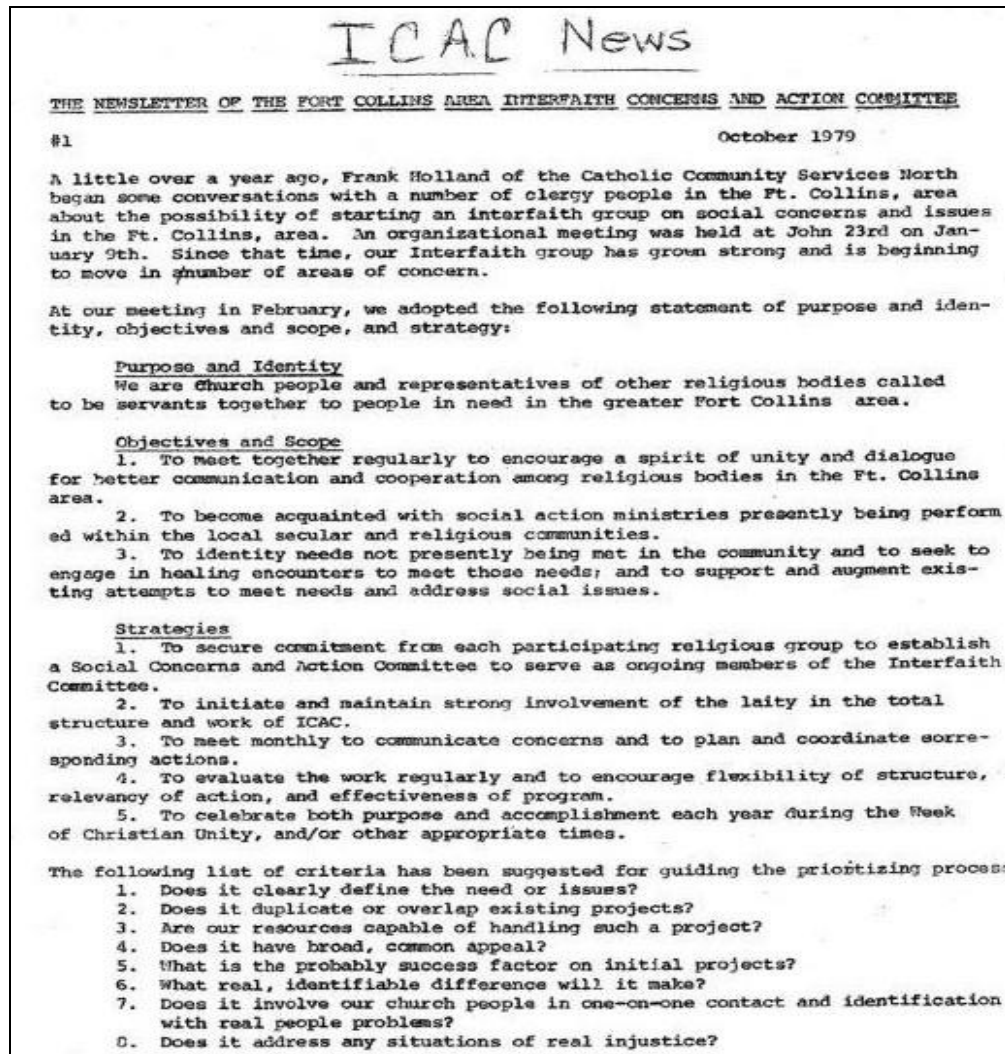 ICAC News
THE NEWSLETTER OF THE FORT COLLINS AREA INTERFAITH CONCERNS AND ACTION COMMITTEE
#1 October 1979
A little over a year ago, Frank Holland of the Catholic Community Services North
began some conversations with a number of clergy people in the Ft. Collins, area
about the possibility of starting an interfaith group on social concerns and issues
in the Ft. Collins, area. An organizational meeting was held at John 23rd on Jan-
uary 9th. Since that time, our Interfaith group has grown strong and is beginning
to move in a number of areas of concern.
At our meeting in February, we adopted the following statement of purpose and iden-
tity, objectives and scope, and strategy:
Purpose and Identity
We are Church people and representatives of other religious bodies called
to be servants together to people in need in the greater Fort Collins area.
Objectives and Scope
1. To meet together regularly to encourage a spirit of unity and dialogue
for better communication and cooperation among religious bodies in the Ft. Collins
area.
2. To become acquainted with social action ministries presently being perform
ed within the local secular and religious communities.
3. To identity needs not presently being met in the community and to seek to
engage in healing encounters to meet those needs; and to support and augment exis-
ting attempts to meet needs and address social issues.
Strategies
1. To secure commitment from each participating religious group to establish
a Social Concerns and Action Committee to serve as ongoing members of the Interfaith
Committee.
2. To initiate and maintain strong involvement of the laity in the total
structure and work of ICAC.
3. To meet monthly to communicate concerns and to plan and coordinate sorre-
sponding actions.
4. To evaluate the work regularly and to encourage flexibility of structure,
relevancy of action, and effectiveness of program.
5. To celebrate both purpose and accomplishment each year during the Week
of Christian Unity, and/or other appropriate times.
The following list of criteria has been suggested for guiding the prioritizing process
1. Does it clearly define the need or issues?
2. Does it duplicate or overlap existing projects?
3. Are our resources capable of handling such a project?
4. Does it have broad, common appeal?
5. What is the probably success factor on initial projects?
6. What real, identifiable difference will it make?
7. Does it involve our church people in one-on-one contact and identification
with real people problems?
8. Does it address any situations of real injustice?